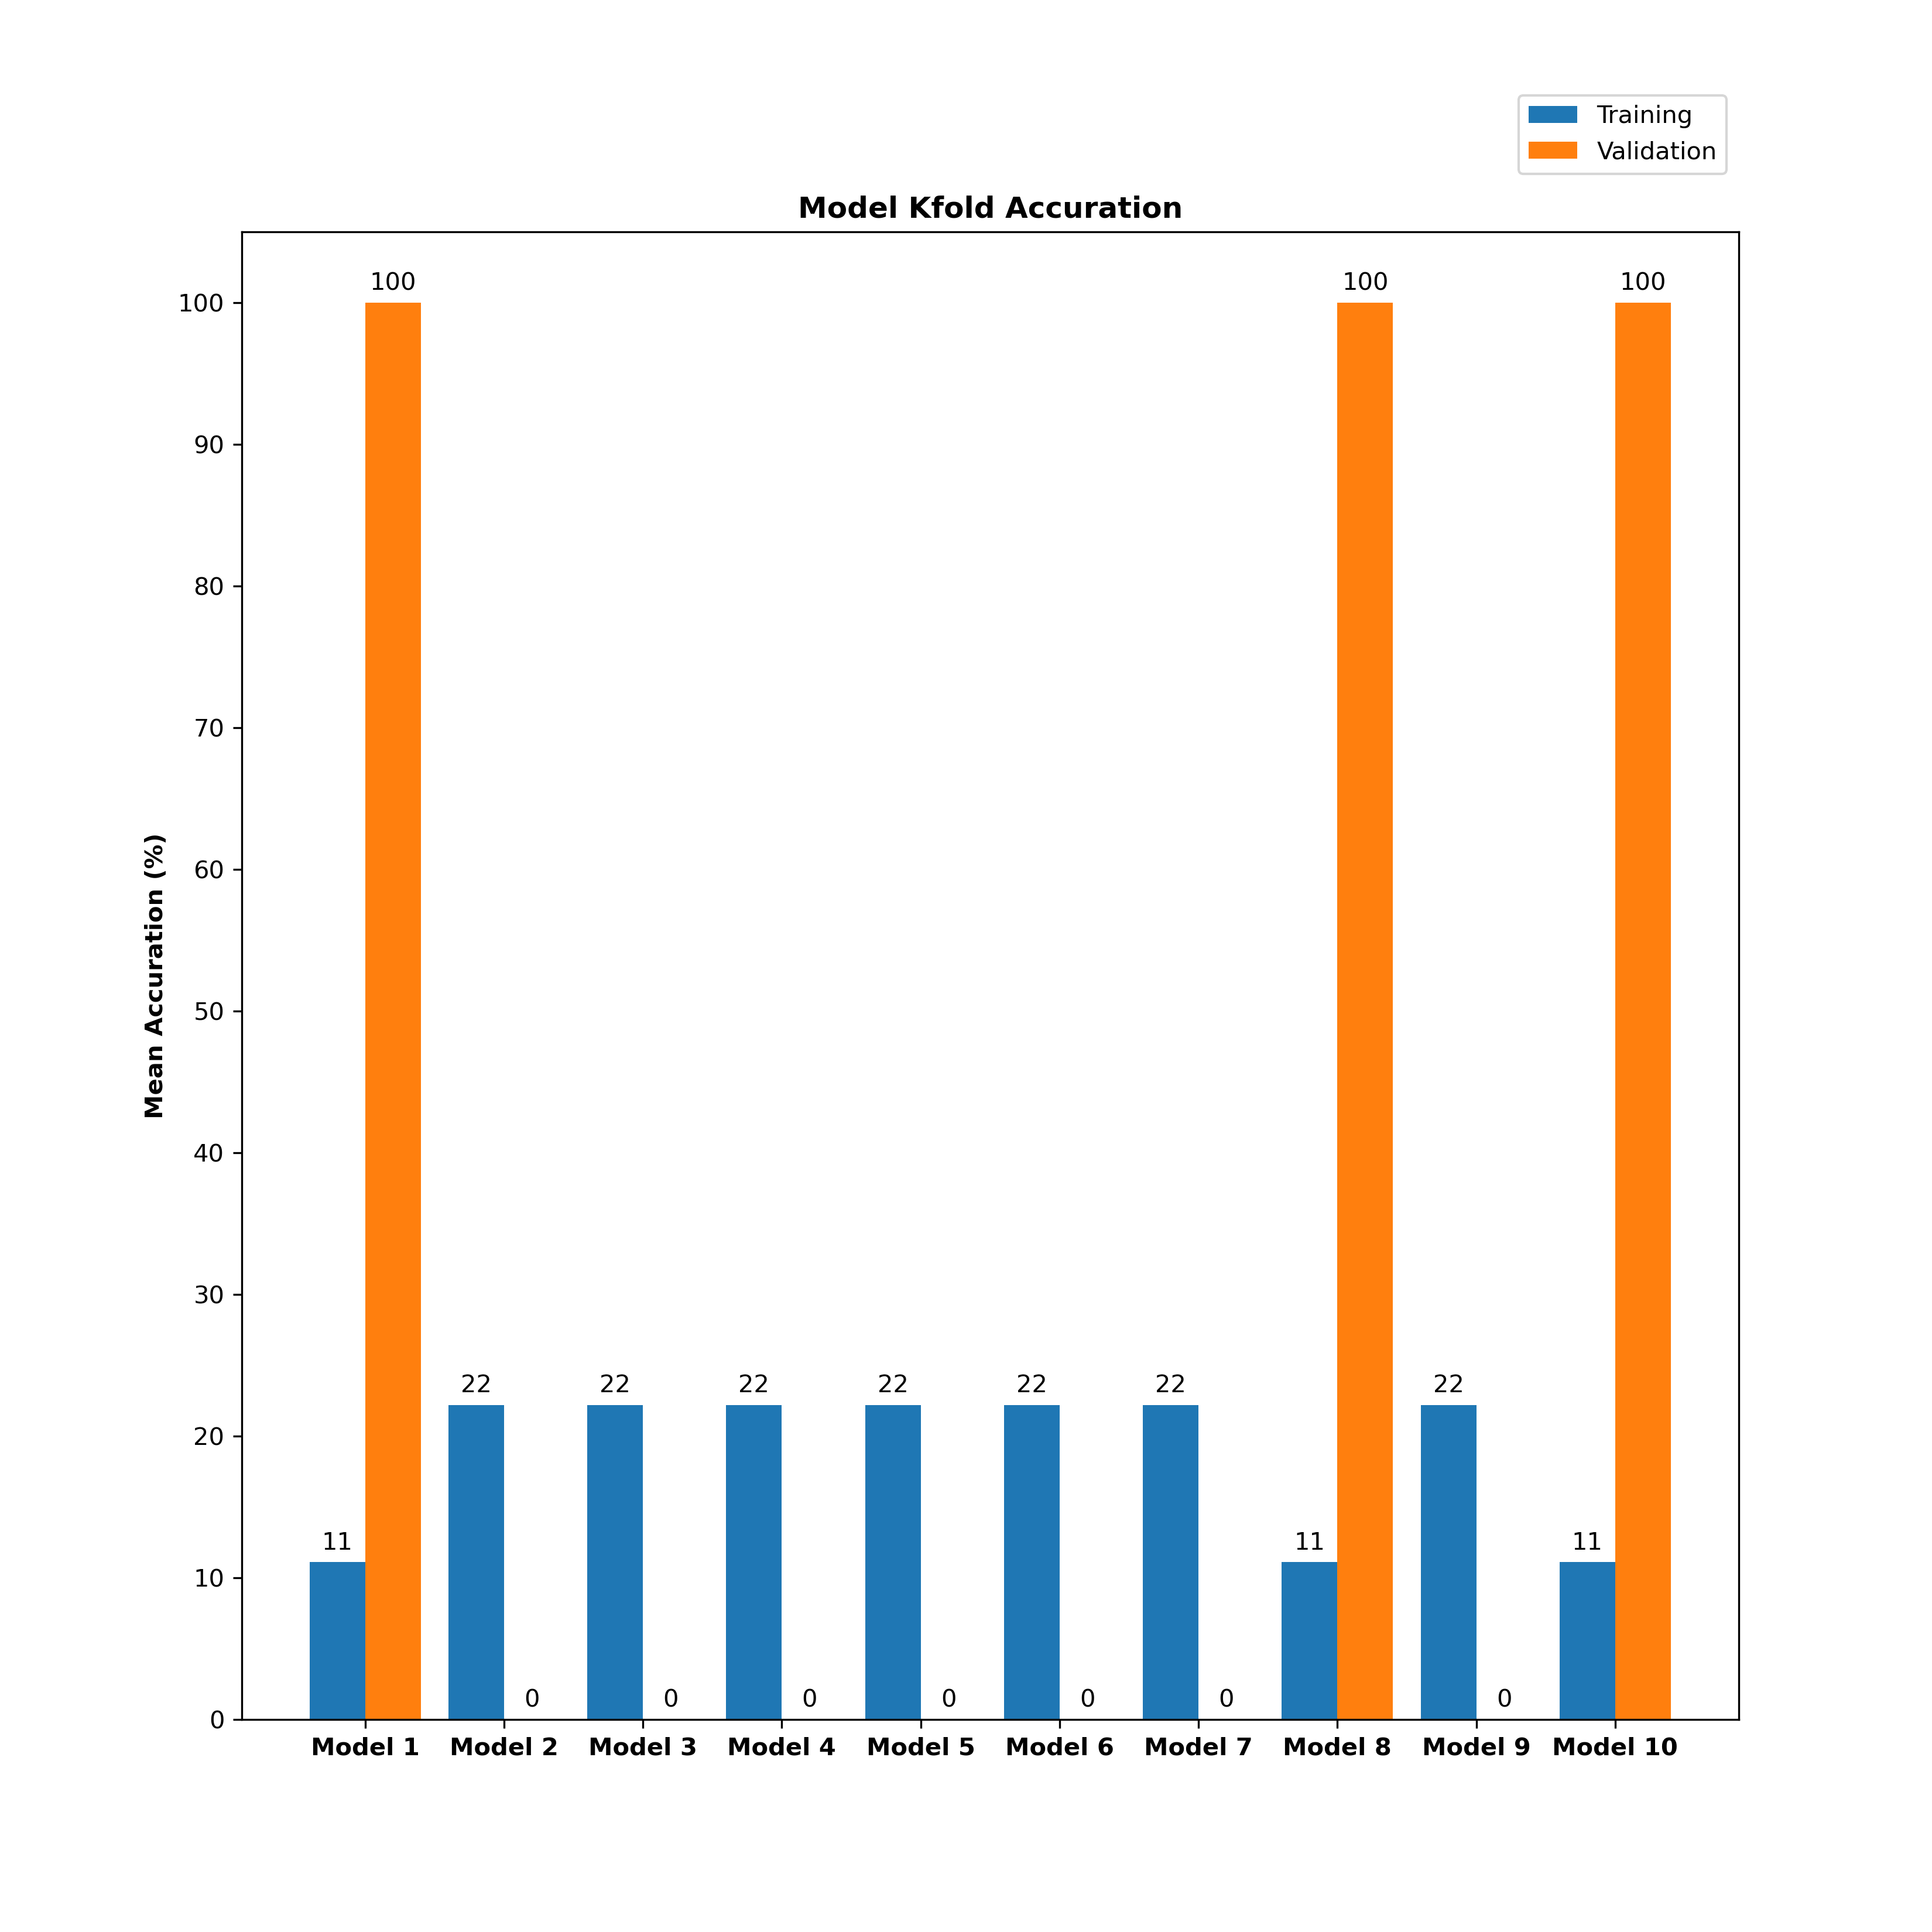 Training
Validation
Model Kfold Accuration
Mean Accuration (%)
100
90
80
70
60
50
40
30
20
10
0
100
100
100
22
22
22
22
22
22
22
11
11
11
0
0
0
0
0
0
0
Model 1
Model 2
Model 3
Model 4
Model 5
Model 6
Model 7
Model 8
Model 9
Model 10